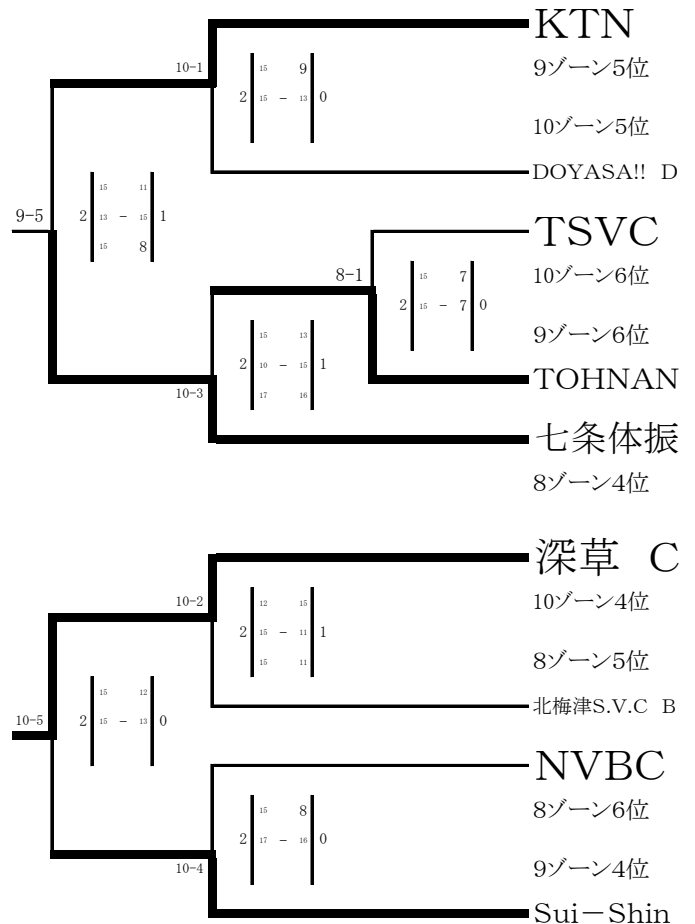 KTN
10-1
15 9
9ゾーン5位
2 15 － 13 0
10ゾーン5位
DOYASA!! D
15 11
9-5
2 13 － 15 1
15 8
TSVC
8-1
15 7
10ゾーン6位
2 15 － 7 0
9ゾーン6位
15 13
2 10 － 15 1
17 16
TOHNAN
10-3
七条体振
8ゾーン4位
深草 C
10-2
12 15
10ゾーン4位
2 15 － 11 1
8ゾーン5位
15 11
北梅津S.V.C B
15 12
10-5
2 15 － 13 0
NVBC
15 8
8ゾーン6位
2 17 － 16 0
9ゾーン4位
10-4
Sui－Shin